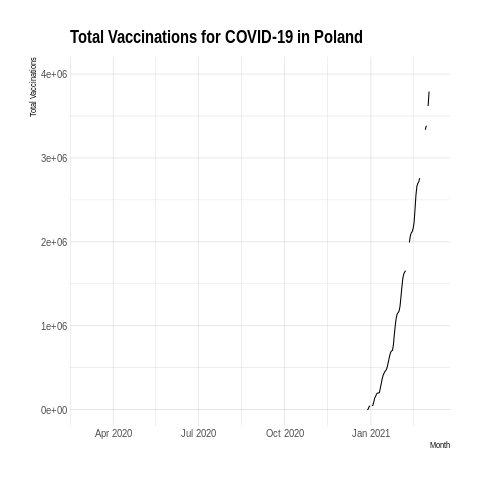 Total Vaccinations for COVID-19 in Poland
Total Vaccinations
4e+06
3e+06
2e+06
1e+06
0e+00
Apr 2020 Jul 2020 Oct 2020 Jan 2021
Month